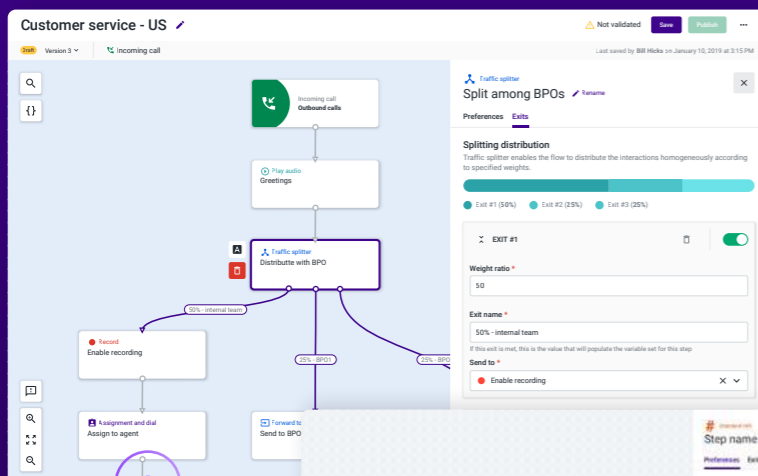 Customer service - US
Not validated
Save
Publish
Draft
Version 3
Incoming call
Last saved by Bill Hicks on January 10, 2019 at 3:15 PM
{}
Incoming call
Outbound calls
Play audio
Greetings
A
Traffic splitter
Distributte with BPO
50% - internal team
25% - BPO1
25% - BPO
Record
Enable recording
Assignment and dial
Assign to agent
Forward to
Send to BPO
Traffic splitter
Split among BPOs
Rename
Preferences
Exits
Splitting distribution
Traffic splitter enables the flow to distribute the interactions homogeneously according
to specified weights.
Exit #1 (50%)
Exit #2 (25%)
Exit #3 (25%)
EXIT #1
Weight ratio *
50
Exit name *
50% - internal team
If this exit is met, this is the value that will populate the variable set for this step
Send to *
Enable recording
#
Step name
Preferences
Exi